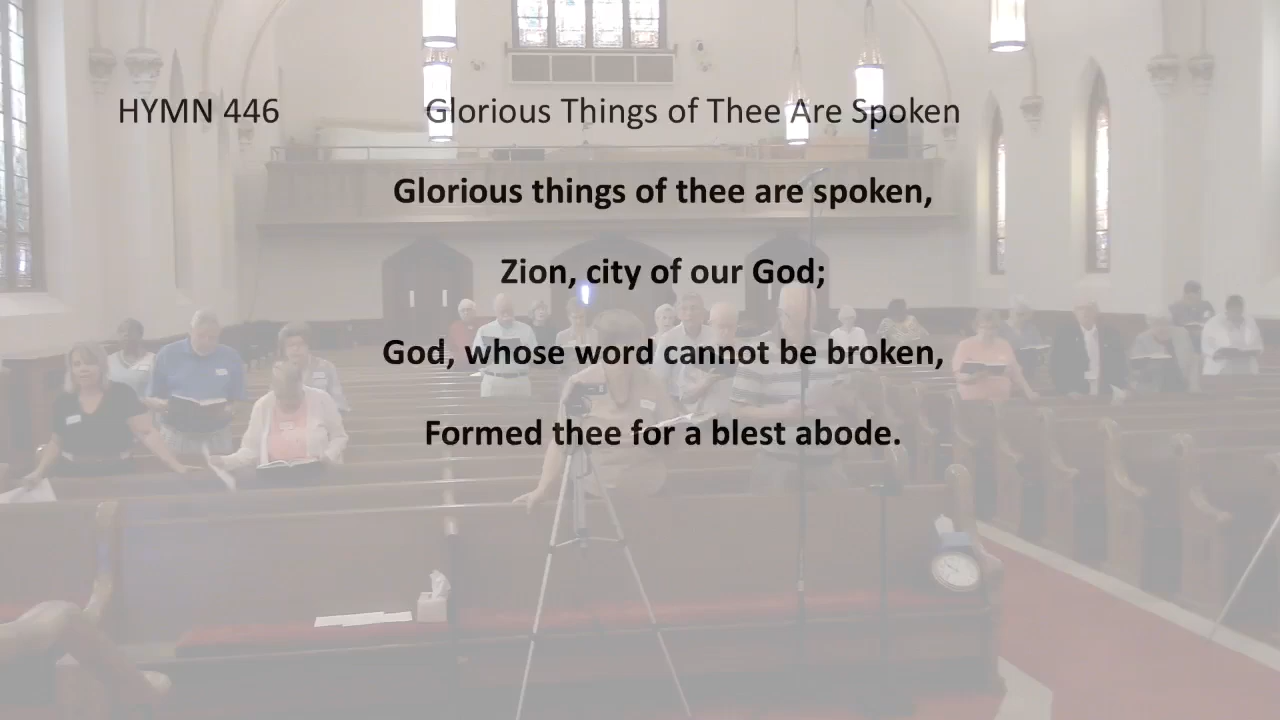 HYMN 446 Glorious Things of Thee Are Spoken
Glorious things of thee are spoken,
Zion, city of our God;
God, whose word cannot be broken,
Formed thee for a blest abode.